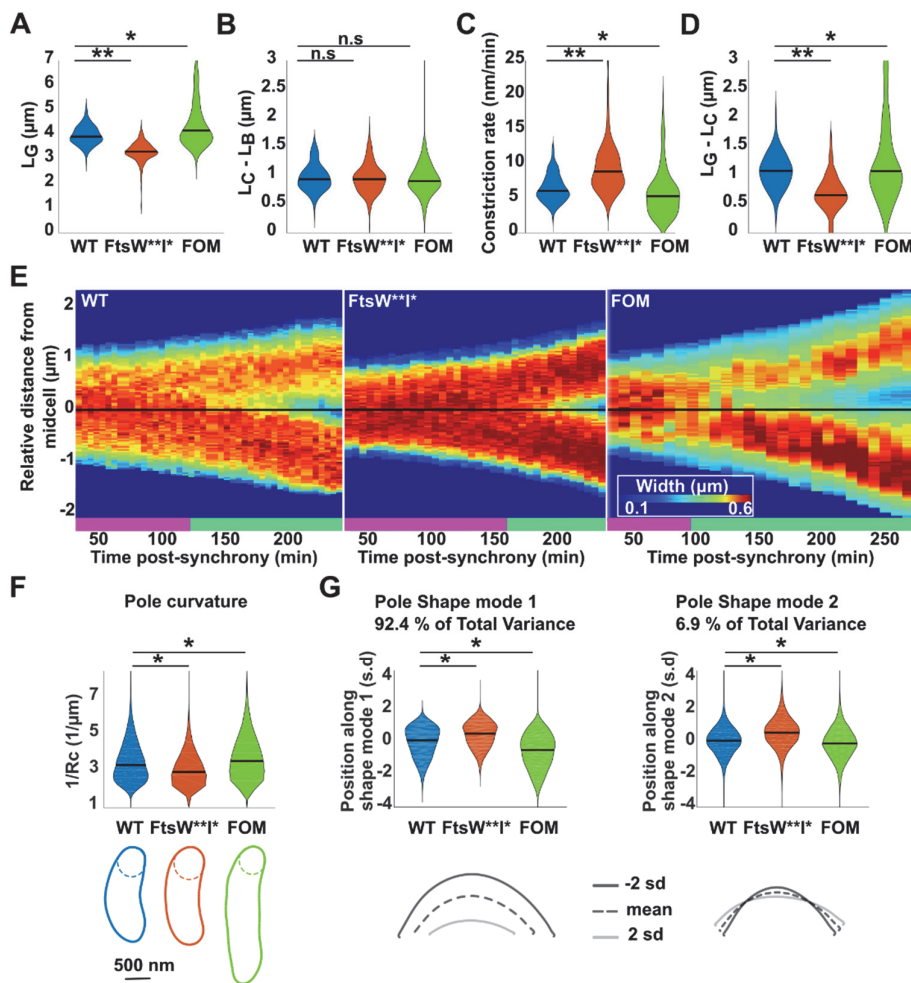 A
B
C
D
LG (µm)
7
6
5
4
3
2
1
0
*
**
WT FtsW**I* FOM
LC - LB (µm)
3
2.5
2
1.5
1
0.5
0
n.s
n.s
WT FtsW**I* FOM
Constriction rate (nm/min)
25
20
15
10
5
0
*
**
WT FtsW**I* FOM
LG - LC (µm)
3
2.5
2
1.5
1
0.5
0
*
**
WT FtsW**I* FOM
E
WT
FtsW**I*
FOM
Relative distance from
midcell (µm)
2
1
0
-1
-2
Width (µm)
0.1 0.6
50 100 150 200
Time post-synchrony (min)
50 100 150 200
Time post-synchrony (min)
50 100 150 200 250
Time post-synchrony (min)
F
Pole curvature
1/Rc (1/µm)
7
5
3
1
*
*
WT FtsW**I* FOM
500 nm
G
Pole Shape mode 1
92.4 % of Total Variance
Position along
shape mode 1 (s.d)
4
2
0
-2
-4
*
*
WT FtsW**I* FOM
Pole Shape mode 2
6.9 % of Total Variance
Position along
shape mode 2 (s.d)
4
2
0
-2
-4
*
*
WT FtsW**I* FOM
-2 sd
mean
2 sd